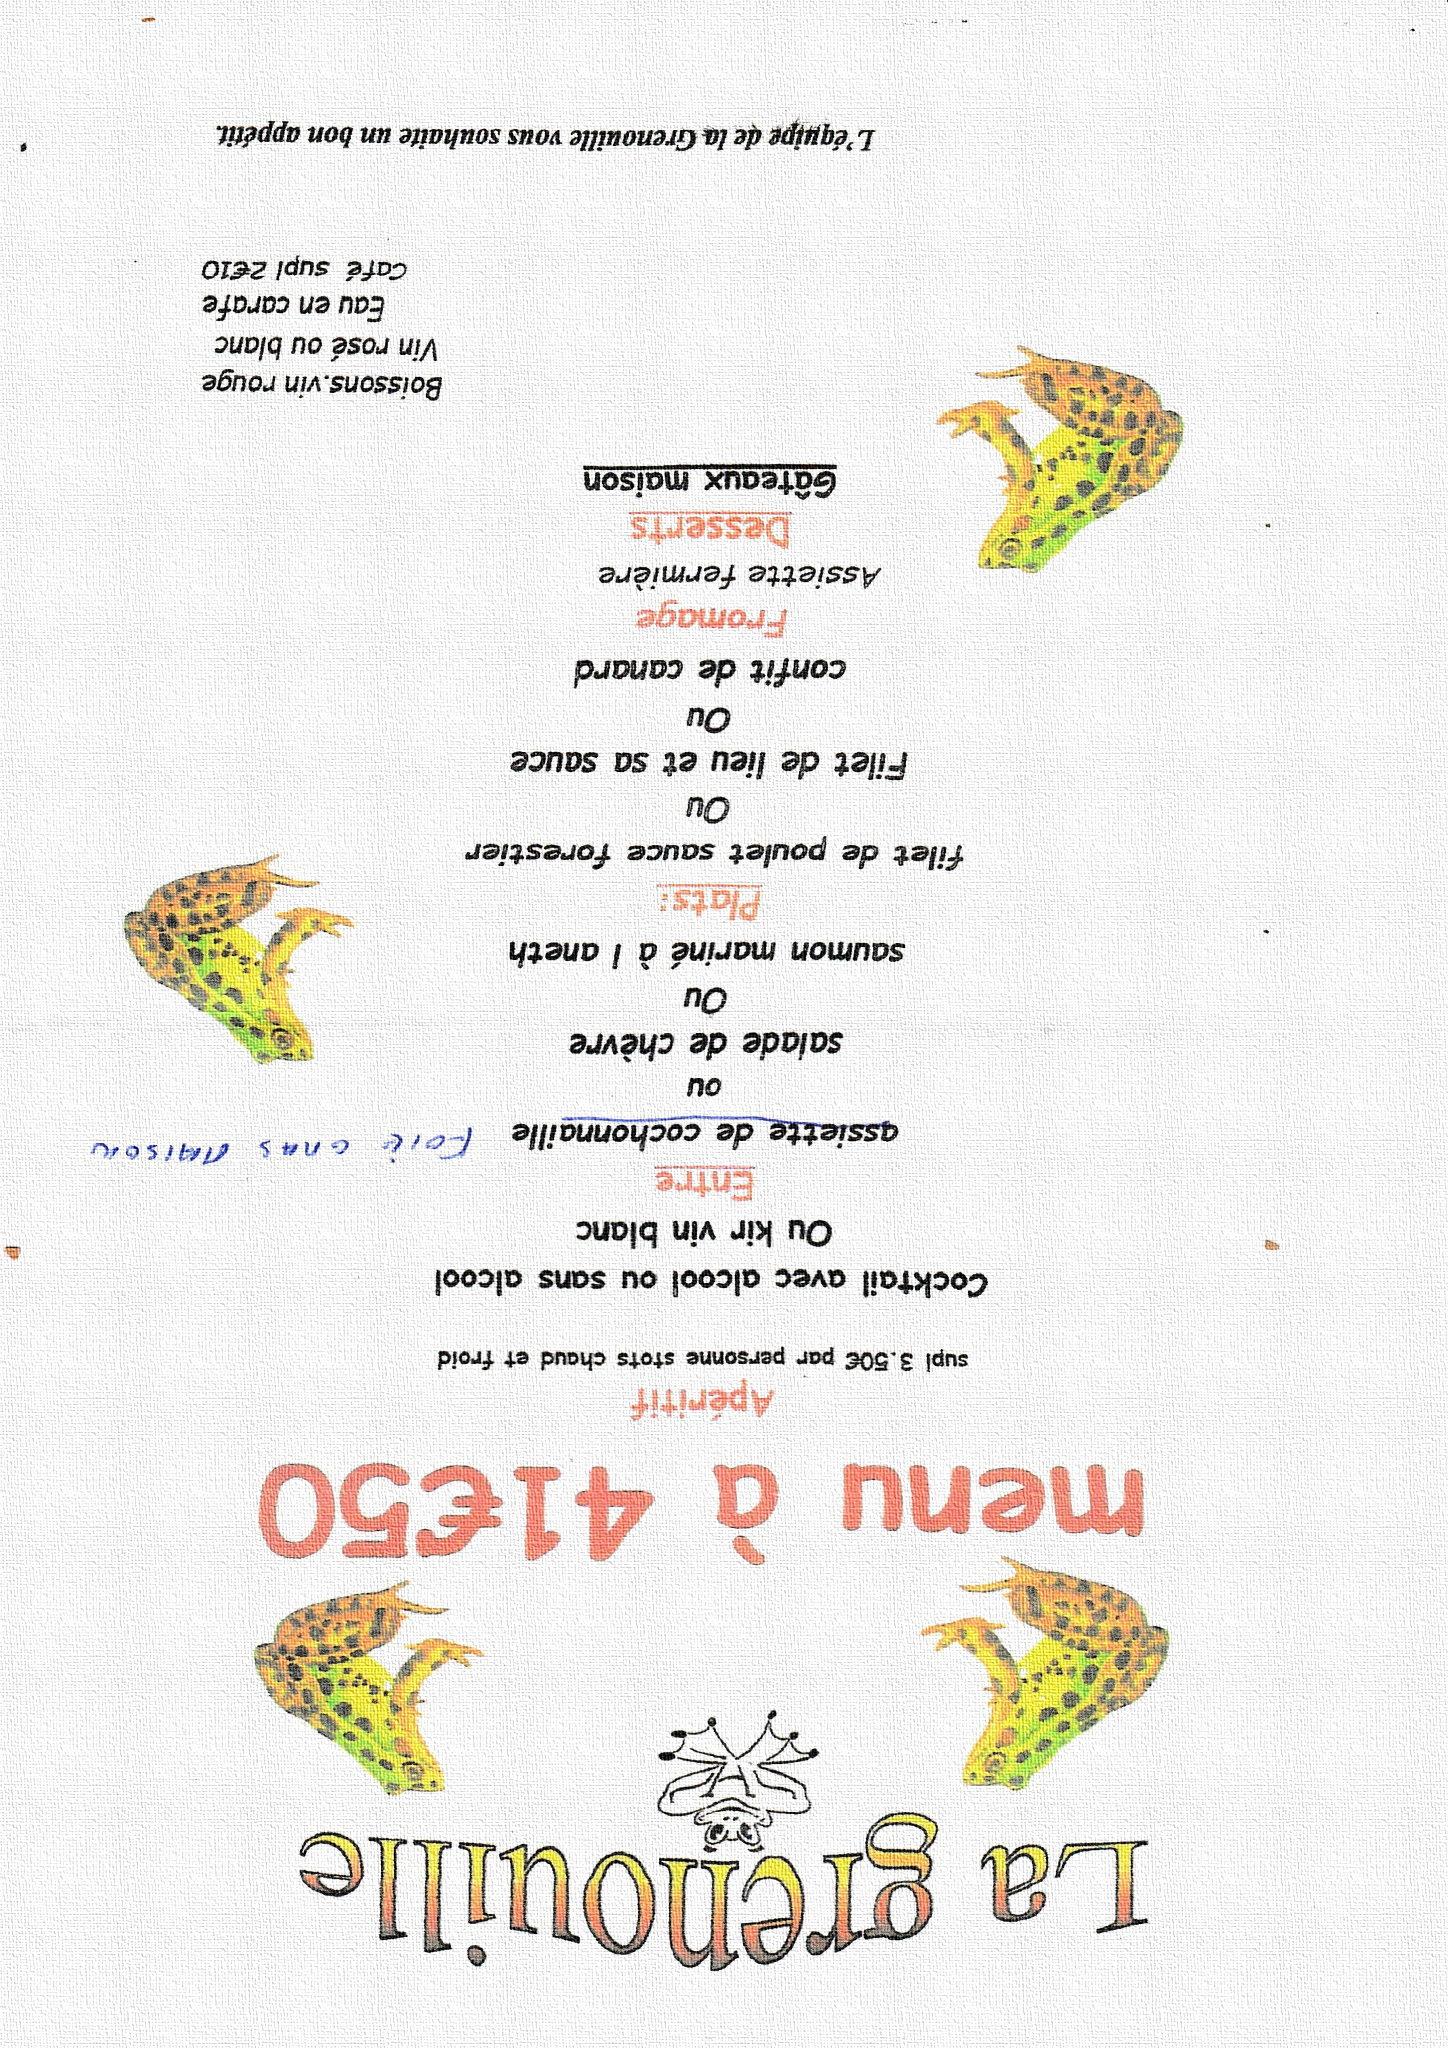 La grenouille
menu à 41€50
Apéritif
supl 3.50€ par personne stots chaud et froid
Cocktail avec alcool ou sans alcool
Ou kir vin blanc
Entre
assiette de cochonnaille Foie Gras Maison
ou
salade de chèvre
Ou
saumon mariné à l aneth
Plats:
filet de poulet sauce forestier
Ou
Filet de lieu et sa sauce
Ou
confit de canard
Fromage
Assiette fermière
Desserts
Gâteaux maison
Boissons.vin rouge
Vin rosé ou blanc
Eau en carafe
Café supl 2€10
L'équipe de la Grenouille vous souhaite un bon appétit.